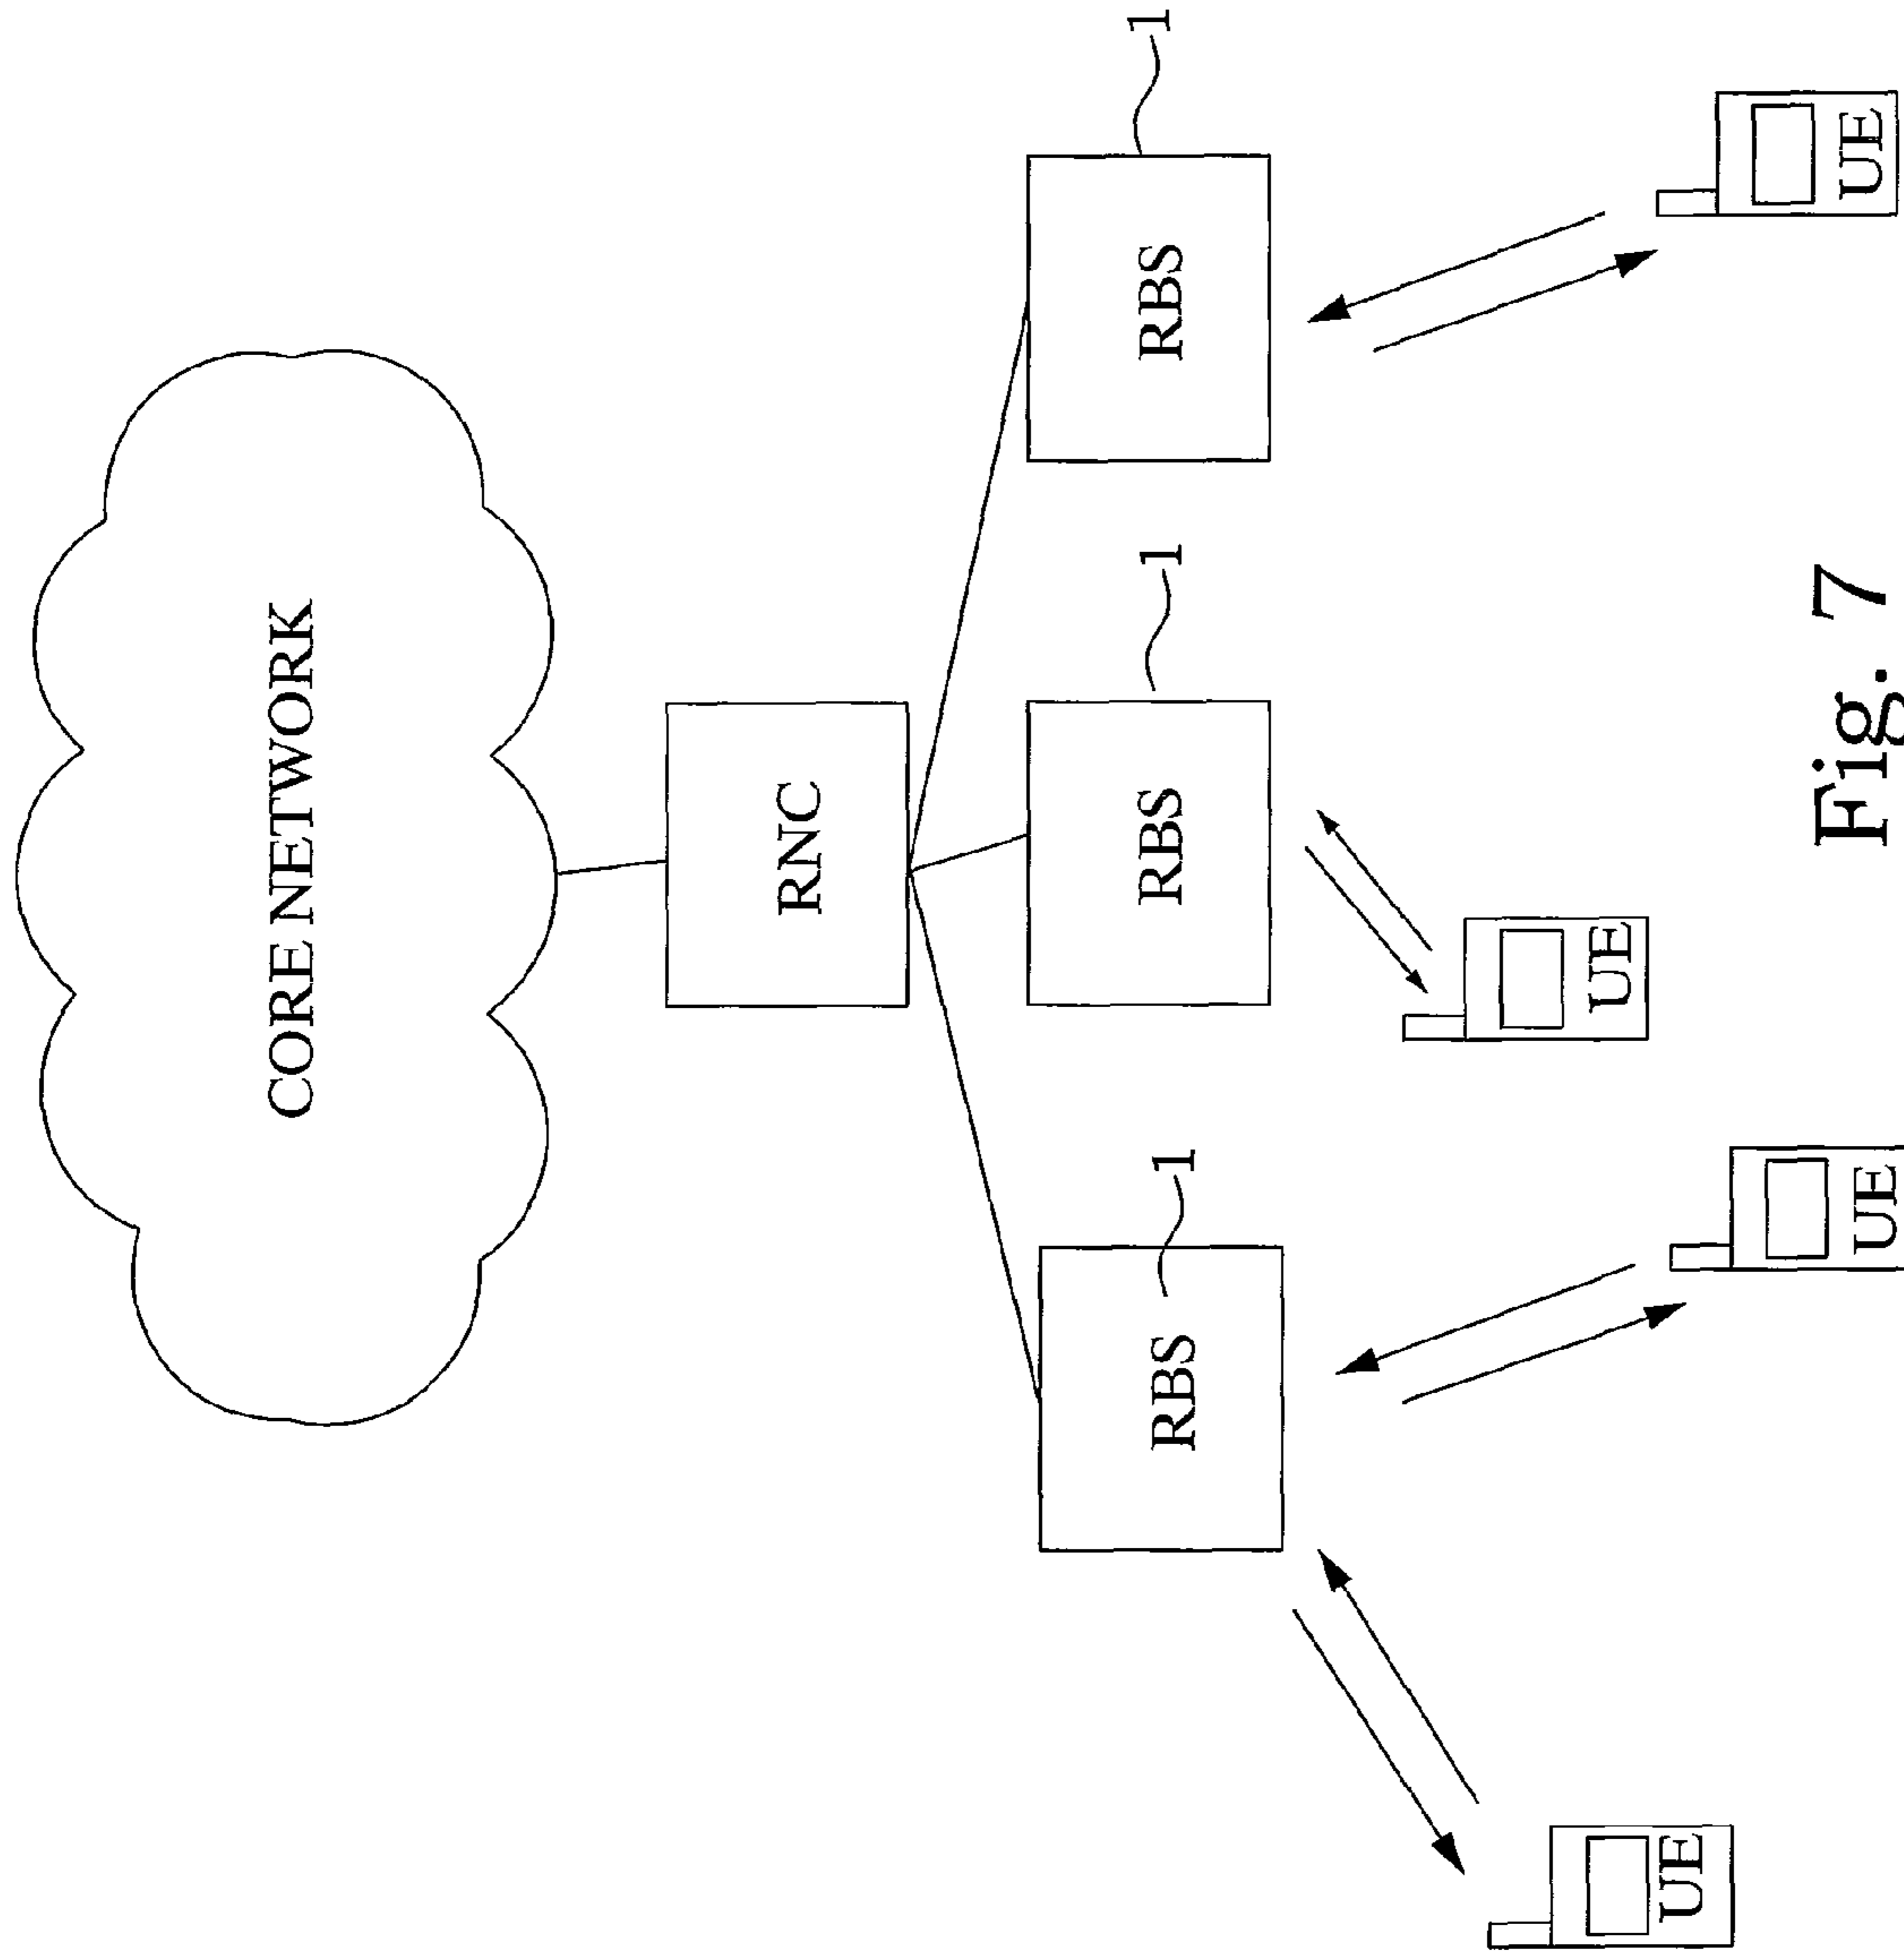 CORE NETWORK
RNC
1
1
1
RBS
RBS
RBS
UE
UE
UE
UE
Fig. 7